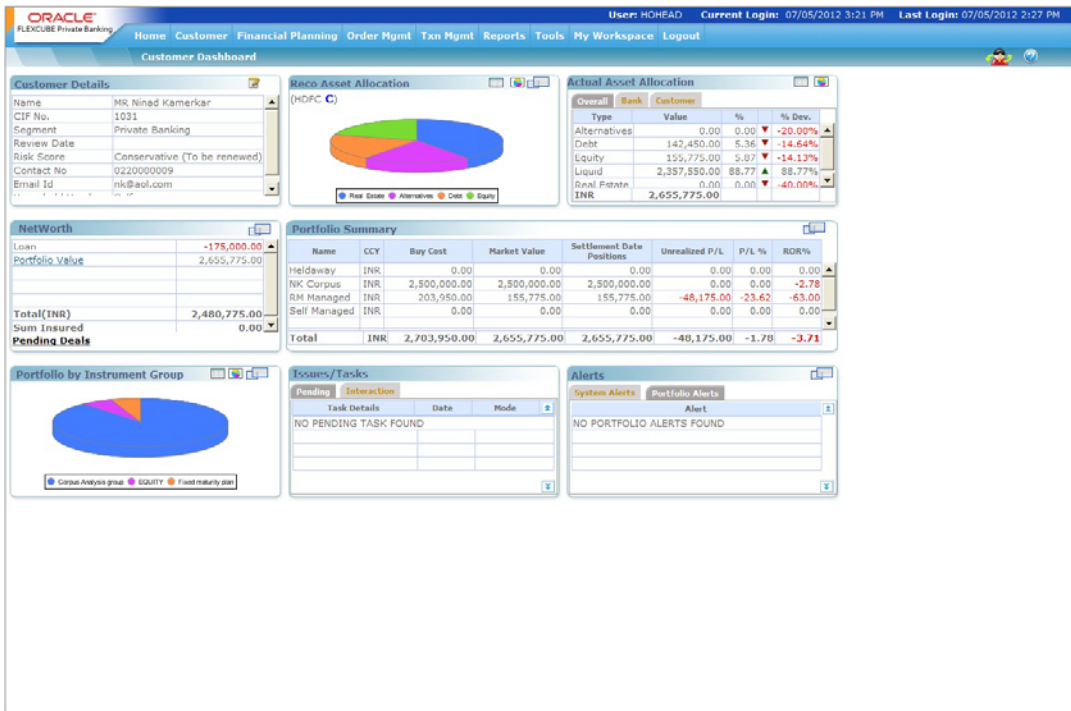 ORACLE
FLEXCUBE Private Banking
User: HOHEAD Current Login: 07/05/2012 3:21 PM Last Login: 07/05/2012 2:27 PM
Home Customer Financial Planning Order Mgmt Txn Mgmt Reports Tools My Workspace Logout
Customer Dashboard
Customer Details
Name MR Ninad Kamerkar
CIF No. 1031
Segment Private Banking
Review Date
Risk Score Conservative (To be renewed)
Contact No 0220000009
Email Id nk@aol.com
Reco Asset Allocation
(HDFC C)
Real Estate Alternatives Debt Equity
Actual Asset Allocation
Overall Bank Customer
Type Value % % Dev.
Alternatives 0.00 0.00 -20.00%
Debt 142,450.00 5.36 -14.64%
Equity 155,775.00 5.87 -14.13%
Liquid 2,357,550.00 88.77 88.77%
Real Estate 0.00 0.00 -40.00%
INR 2,655,775.00
NetWorth
Loan -175,000.00
Portfolio Value 2,655,775.00
Total(INR) 2,480,775.00
Sum Insured 0.00
Pending Deals
Portfolio Summary
Name CCY Buy Cost Market Value Settlement Date Positions Unrealized P/L P/L % ROR%
Heldaway INR 0.00 0.00 0.00 0.00 0.00 0.00
NK Corpus INR 2,500,000.00 2,500,000.00 2,500,000.00 0.00 0.00 -2.78
RM Managed INR 203,950.00 155,775.00 155,775.00 -48,175.00 -23.62 -63.00
Self Managed INR 0.00 0.00 0.00 0.00 0.00 0.00
Total INR 2,703,950.00 2,655,775.00 2,655,775.00 -48,175.00 -1.78 -3.71
Portfolio by Instrument Group
Corpus Analysis group EQUITY Fixed maturity plan
Issues/Tasks
Pending Interaction
Task Details Date Mode
NO PENDING TASK FOUND
Alerts
System Alerts Portfolio Alerts
Alert
NO PORTFOLIO ALERTS FOUND